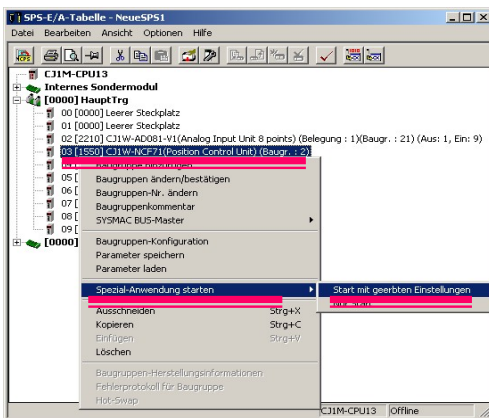 SPS-E/A-Tabelle - NeueSPS1
Datei Bearbeiten Ansicht Optionen Hilfe
CJ1M-CPU13
Internes Sondermodul
[0000] HauptTrg
00 [0000] Leerer Steckplatz
01 [0000] Leerer Steckplatz
02 [2210] CJ1W-AD081-V1(Analog Input Unit 8 points) (Belegung : 1)(Baugr. : 21) (Aus: 1, Ein: 9)
03 [1550] CJ1W-NCF71(Position Control Unit) (Baugr. : 2)
Baugruppe hinzufügen
05 [
Baugruppen ändern/bestätigen
06 [
Baugruppen-Nr. ändern
07 [
Baugruppenkommentar
08 [
SYSMAC BUS-Master
09 [
[0000]
Baugruppen-Konfiguration
Parameter speichern
Parameter laden
Spezial-Anwendung starten
Start mit geerbten Einstellungen
Nur Start
Ausschneiden Strg+X
Kopieren Strg+C
Einfügen Strg+V
Löschen
Baugruppen-Herstellungsinformationen
Fehlerprotokoll für Baugruppe
Hot-Swap
CJ1M-CPU13 Offline